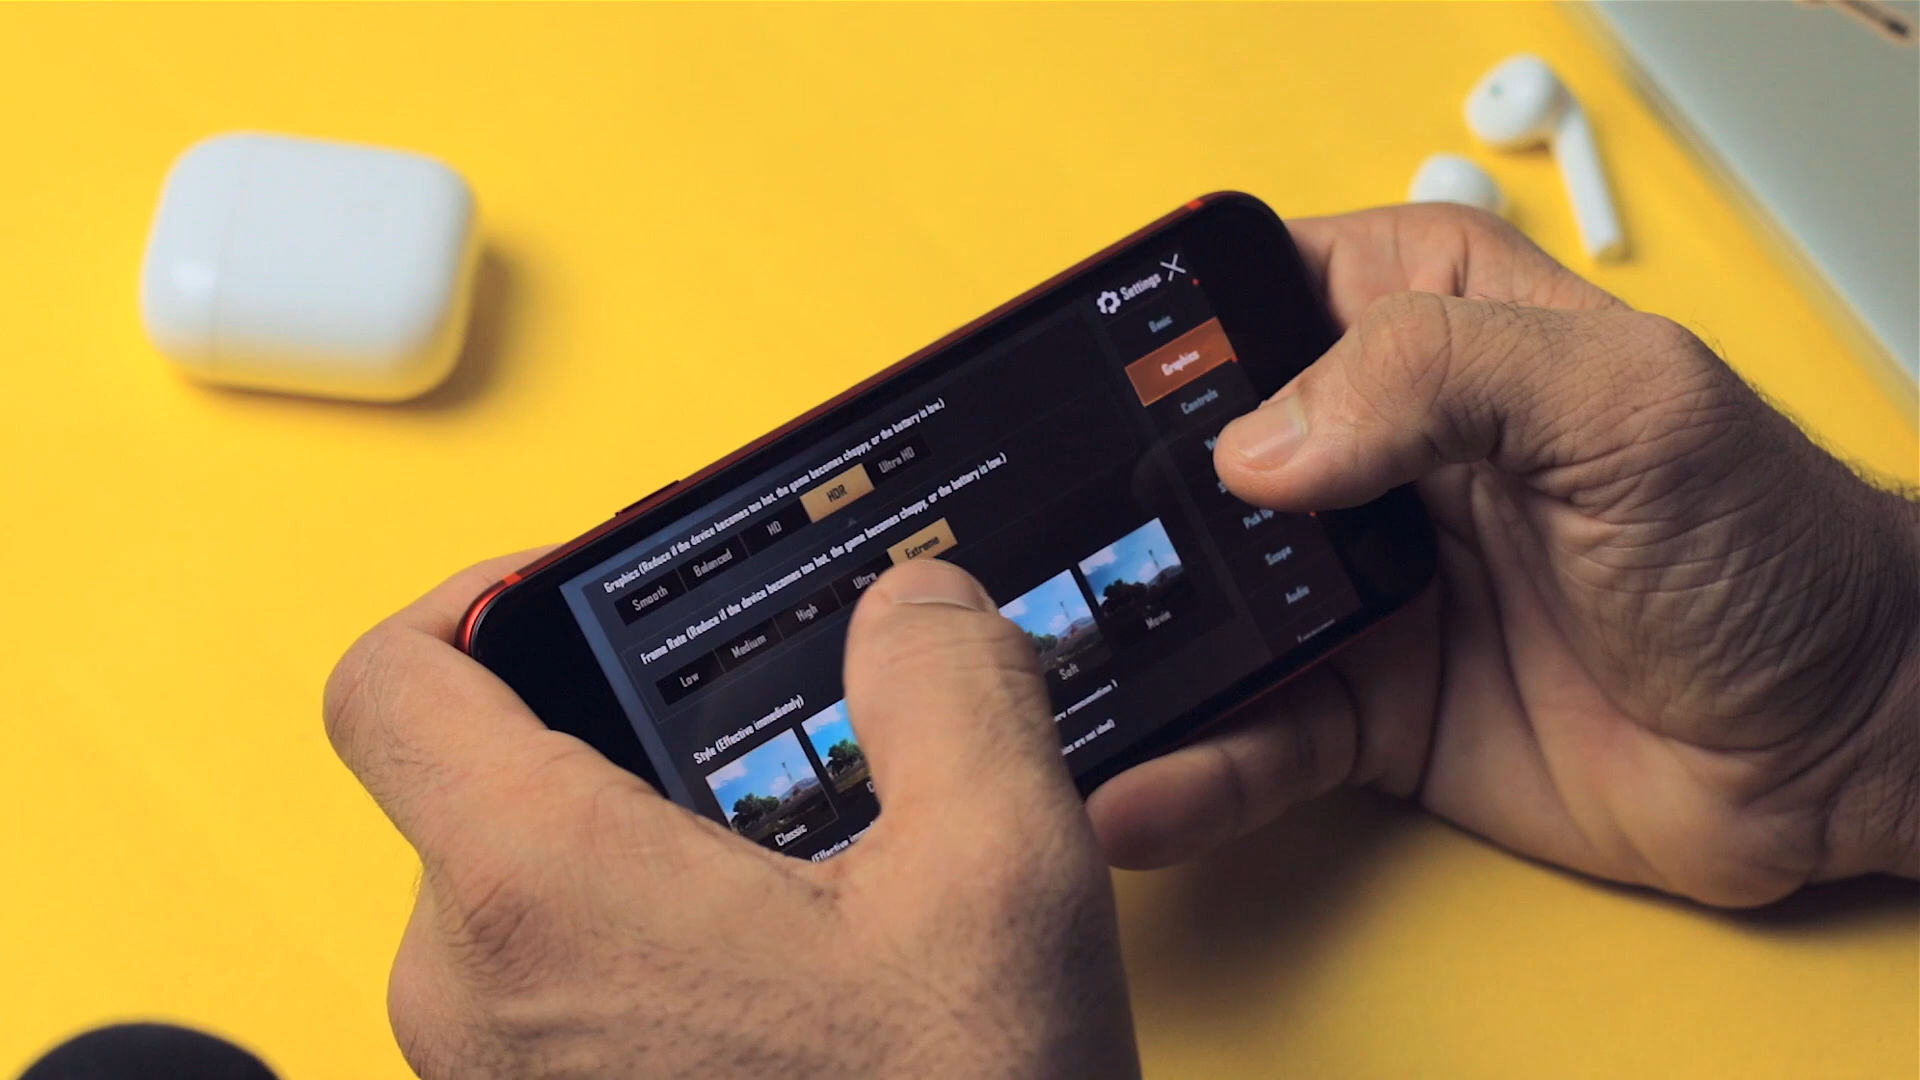 Settings
Basic
Graphics
Controls
Pick Up
Scope
Audio
Graphics (Reduce if the device becomes too hot, the game becomes choppy, or the battery is low.)
Smooth Balanced HD HDR Ultra HD
Frame Rate (Reduce if the device becomes too hot, the game becomes choppy, or the battery is low.)
Low Medium High Ultra Extreme
Style (Effective immediately)
Classic Soft Movie